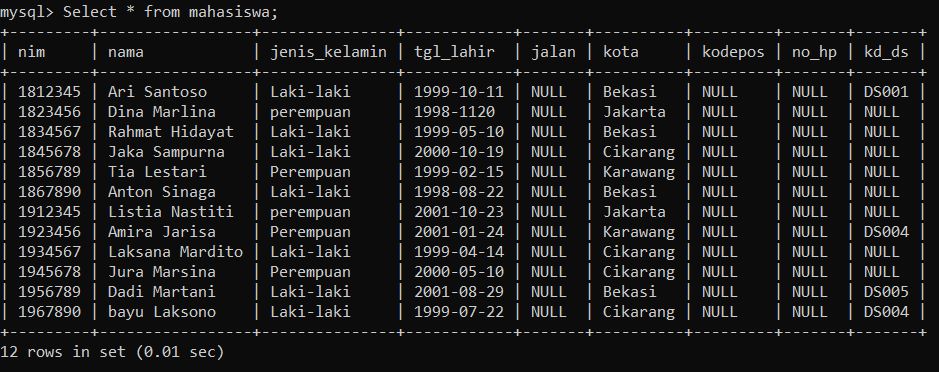 mysql> Select * from mahasiswa;
+---------+------------------+---------------+------------+-------+----------+---------+-------+-------+
| nim     | nama             | jenis_kelamin | tgl_lahir  | jalan | kota     | kodepos | no_hp | kd_ds |
+---------+------------------+---------------+------------+-------+----------+---------+-------+-------+
| 1812345 | Ari Santoso      | Laki-laki     | 1999-10-11 | NULL  | Bekasi   | NULL    | NULL  | DS001 |
| 1823456 | Dina Marlina     | perempuan     | 1998-1120  | NULL  | Jakarta  | NULL    | NULL  | NULL  |
| 1834567 | Rahmat Hidayat   | Laki-laki     | 1999-05-10 | NULL  | Bekasi   | NULL    | NULL  | NULL  |
| 1845678 | Jaka Sampurna    | Laki-laki     | 2000-10-19 | NULL  | Cikarang | NULL    | NULL  | NULL  |
| 1856789 | Tia Lestari      | Perempuan     | 1999-02-15 | NULL  | Karawang | NULL    | NULL  | NULL  |
| 1867890 | Anton Sinaga     | Laki-laki     | 1998-08-22 | NULL  | Bekasi   | NULL    | NULL  | NULL  |
| 1912345 | Listia Nastiti   | perempuan     | 2001-10-23 | NULL  | Jakarta  | NULL    | NULL  | NULL  |
| 1923456 | Amira Jarisa     | Perempuan     | 2001-01-24 | NULL  | Karawang | NULL    | NULL  | DS004 |
| 1934567 | Laksana Mardito  | Laki-laki     | 1999-04-14 | NULL  | Cikarang | NULL    | NULL  | NULL  |
| 1945678 | Jura Marsina     | Perempuan     | 2000-05-10 | NULL  | Cikarang | NULL    | NULL  | NULL  |
| 1956789 | Dadi Martani     | Laki-laki     | 2001-08-29 | NULL  | Bekasi   | NULL    | NULL  | DS005 |
| 1967890 | bayu Laksono     | Laki-laki     | 1999-07-22 | NULL  | Cikarang | NULL    | NULL  | DS004 |
+---------+------------------+---------------+------------+-------+----------+---------+-------+-------+
12 rows in set (0.01 sec)